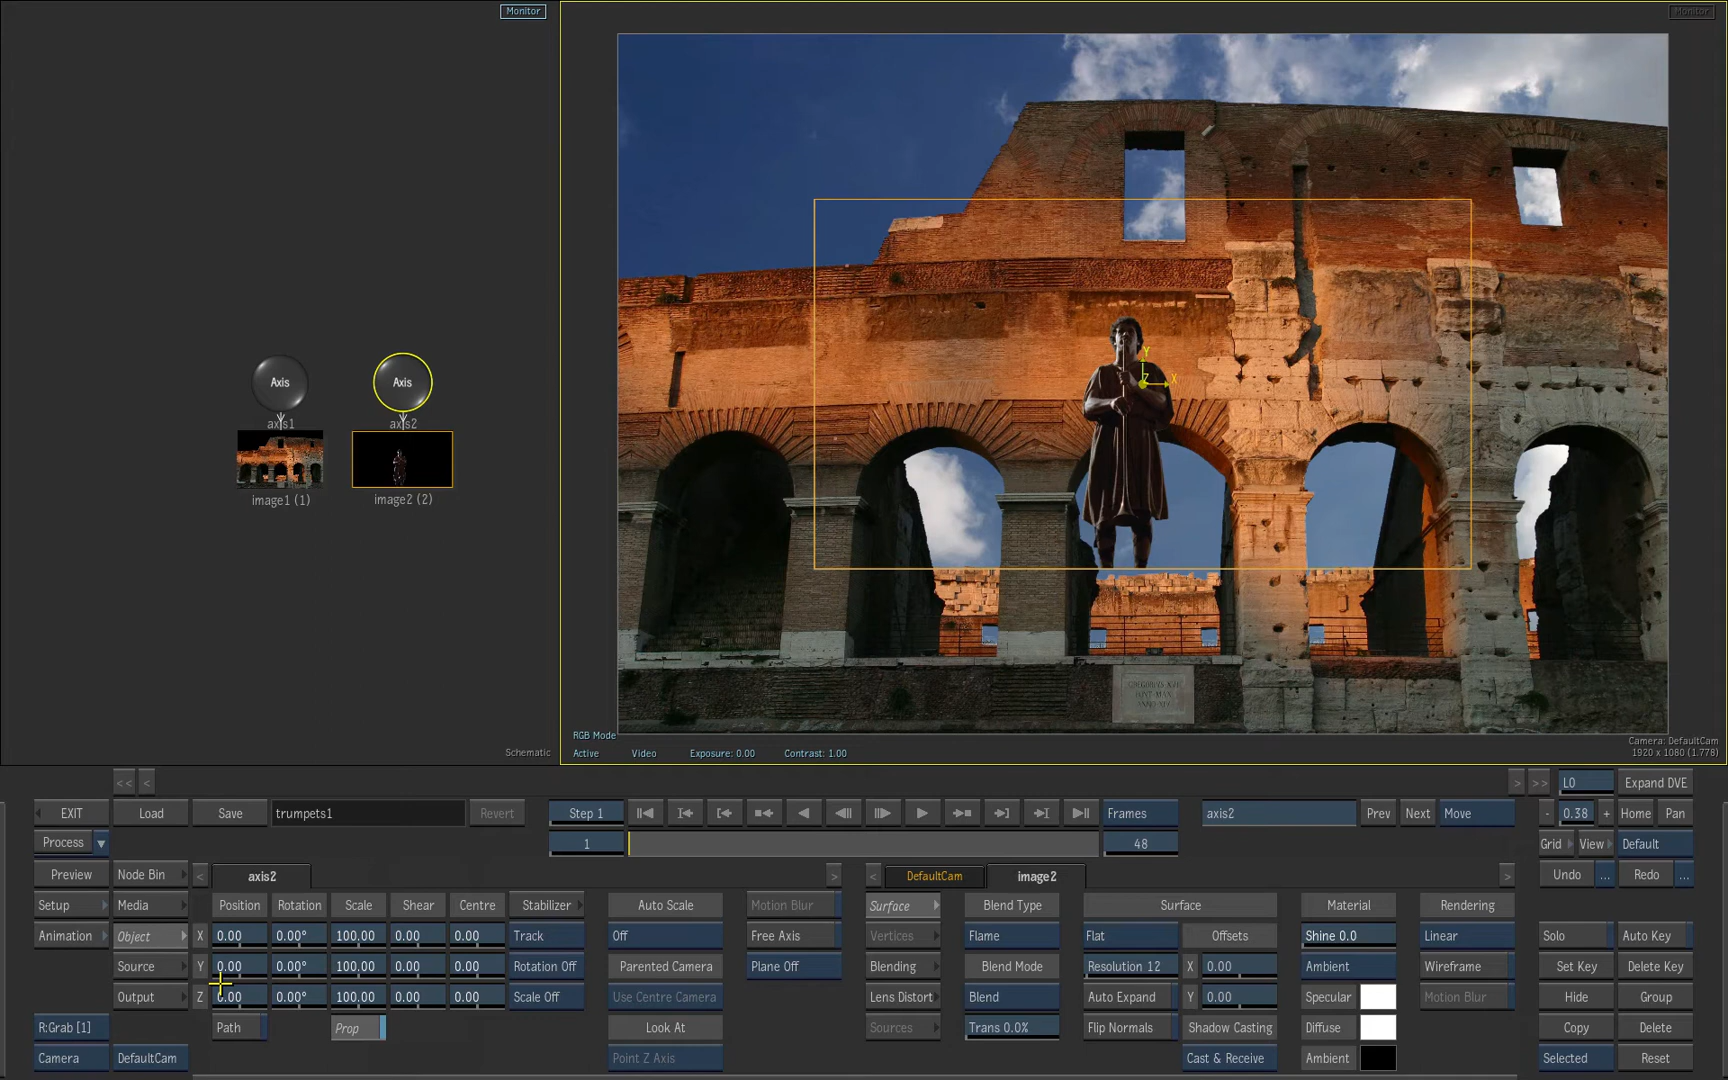 Monitor
Monitor
Axis
Axis
axis1
axis2
image1 (1)
image2 (2)
Y
X
Z
RGB Mode
Schematic
Active Video Exposure: 0.00 Contrast: 1.00
Camera: DefaultCam
1920 x 1080 (1.778)
<< < > >> L0 Expand DVE
EXIT Load Save trumpets1 Revert Step 1 Frames axis2 Prev Next Move - 0.38 + Home Pan
Process 1 48 Grid View Default
Preview Node Bin < axis2 > < DefaultCam image2 > Undo ... Redo ...
Setup Media Position Rotation Scale Shear Centre Stabilizer Auto Scale Motion Blur Surface Blend Type Surface Material Rendering
Animation Object X 0.00 0.00° 100.00 0.00 0.00 Track Off Free Axis Vertices Flame Flat Offsets Shine 0.0 Linear Solo Auto Key
Source Y 0.00 0.00° 100.00 0.00 0.00 Rotation Off Parented Camera Plane Off Blending Blend Mode Resolution 12 X 0.00 Ambient Wireframe Set Key Delete Key
Output Z 0.00 0.00° 100.00 0.00 0.00 Scale Off Use Centre Camera Lens Distort Blend Auto Expand Y 0.00 Specular Motion Blur Hide Group
R:Grab [1] Path Prop Look At Sources Trans 0.0% Flip Normals Shadow Casting Diffuse Copy Delete
Camera DefaultCam Point Z Axis Cast & Receive Ambient Selected Reset